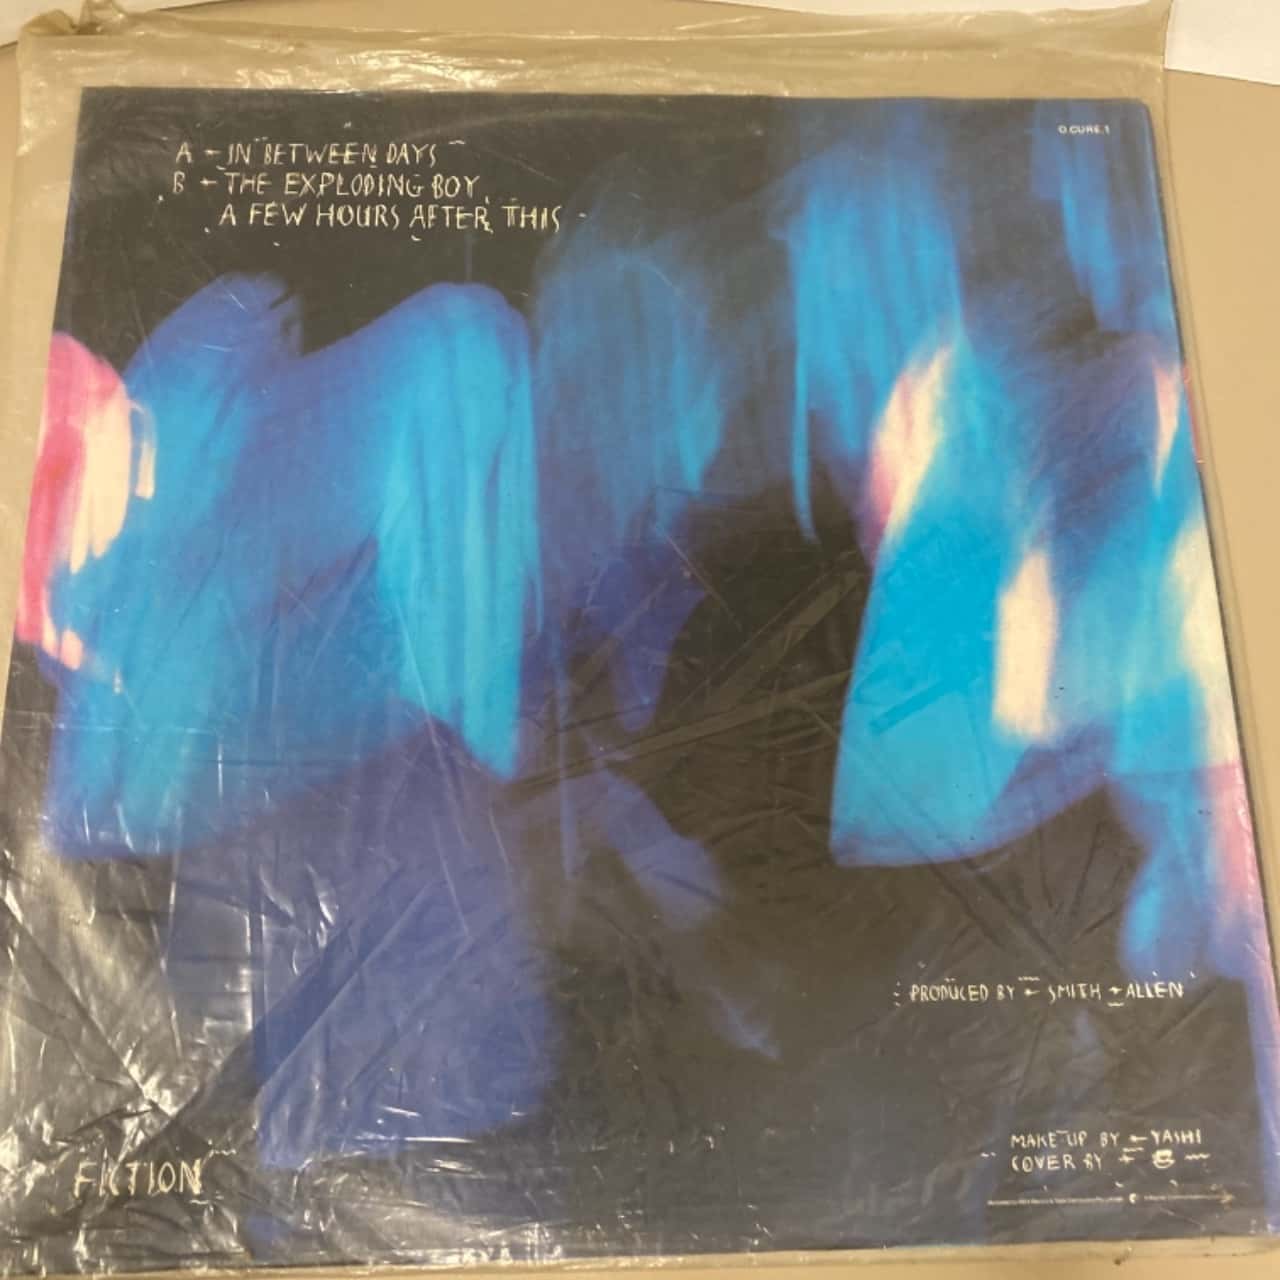 O.CURE.1
A - IN BETWEEN DAYS
B - THE EXPLODING BOY
A FEW HOURS AFTER THIS
PRODUCED BY - SMITH + ALLEN
MAKE UP BY - YASHI
COVER BY -
FICTION